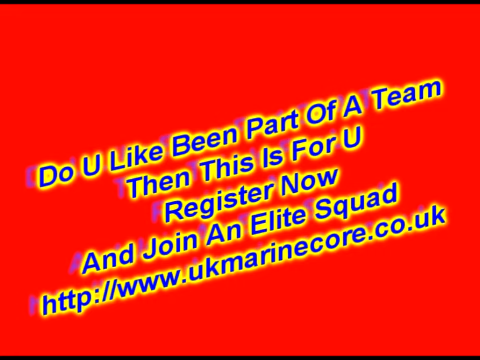 Do U Like Been Part Of A Team
Then This Is For U
Register Now
And Join An Elite Squad
http://www.ukmarinecore.co.uk